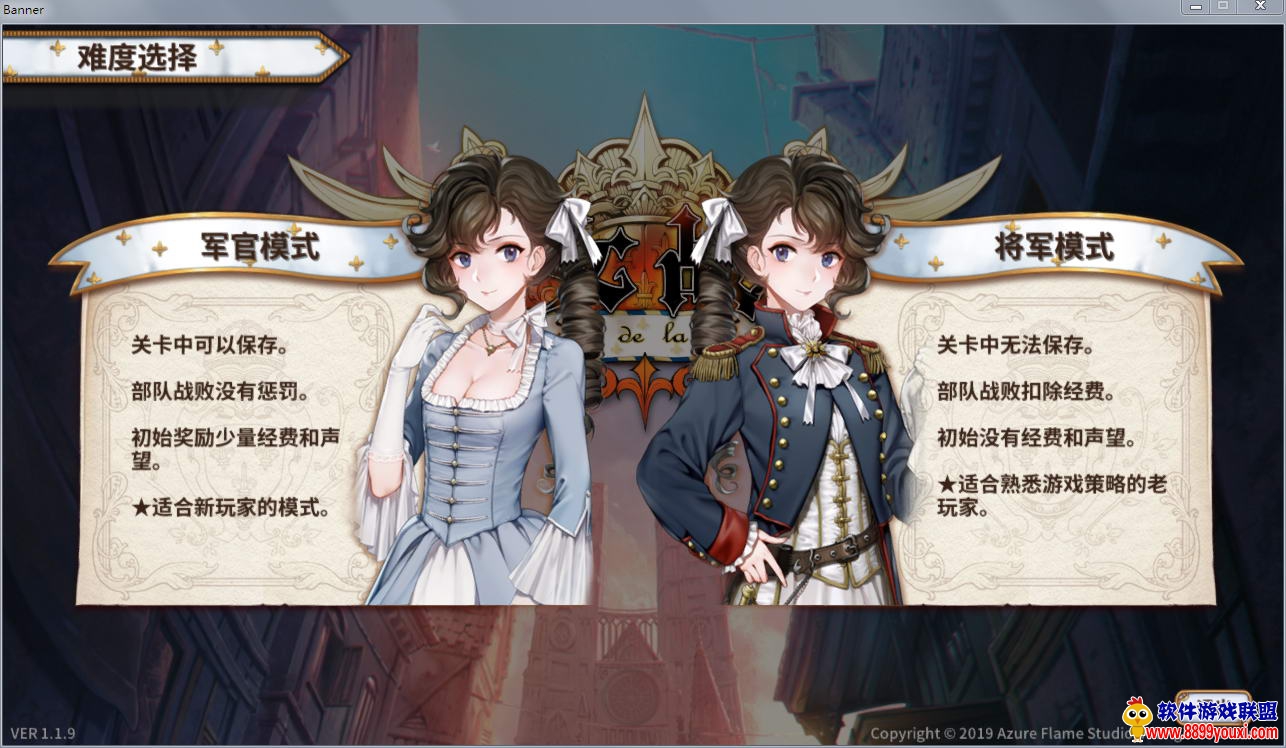 Banner
难度选择
军官模式
将军模式
关卡中可以保存。
部队战败没有惩罚。
初始奖励少量经费和声
望。
★适合新玩家的模式。
de la
关卡中无法保存。
部队战败扣除经费。
初始没有经费和声望。
★适合熟悉游戏策略的老
玩家。
VER 1.1.9
Copyright © 2019 Azure Flame Studio
软件游戏联盟
www.8899youxi.com